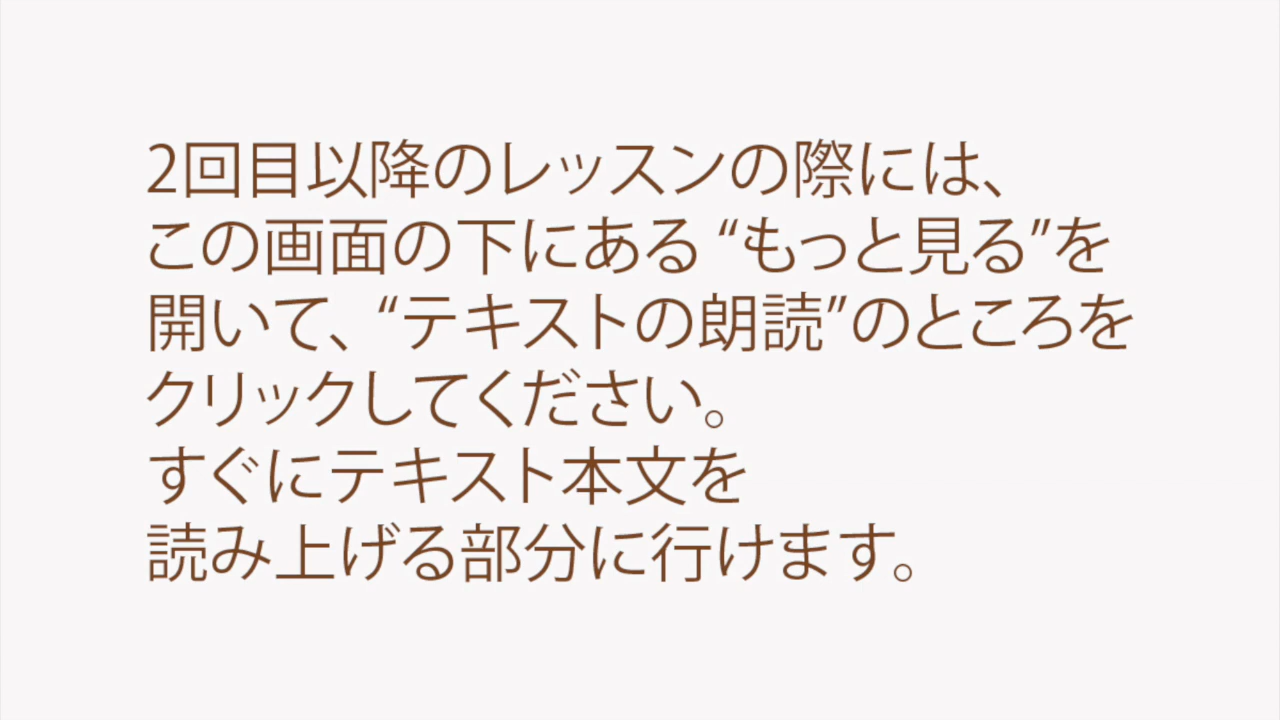 2回目以降のレッスンの際には、
この画面の下にある “もっと見る”を
開いて、“テキストの朗読”のところを
クリックしてください。
すぐにテキスト本文を
読み上げる部分に行けます。